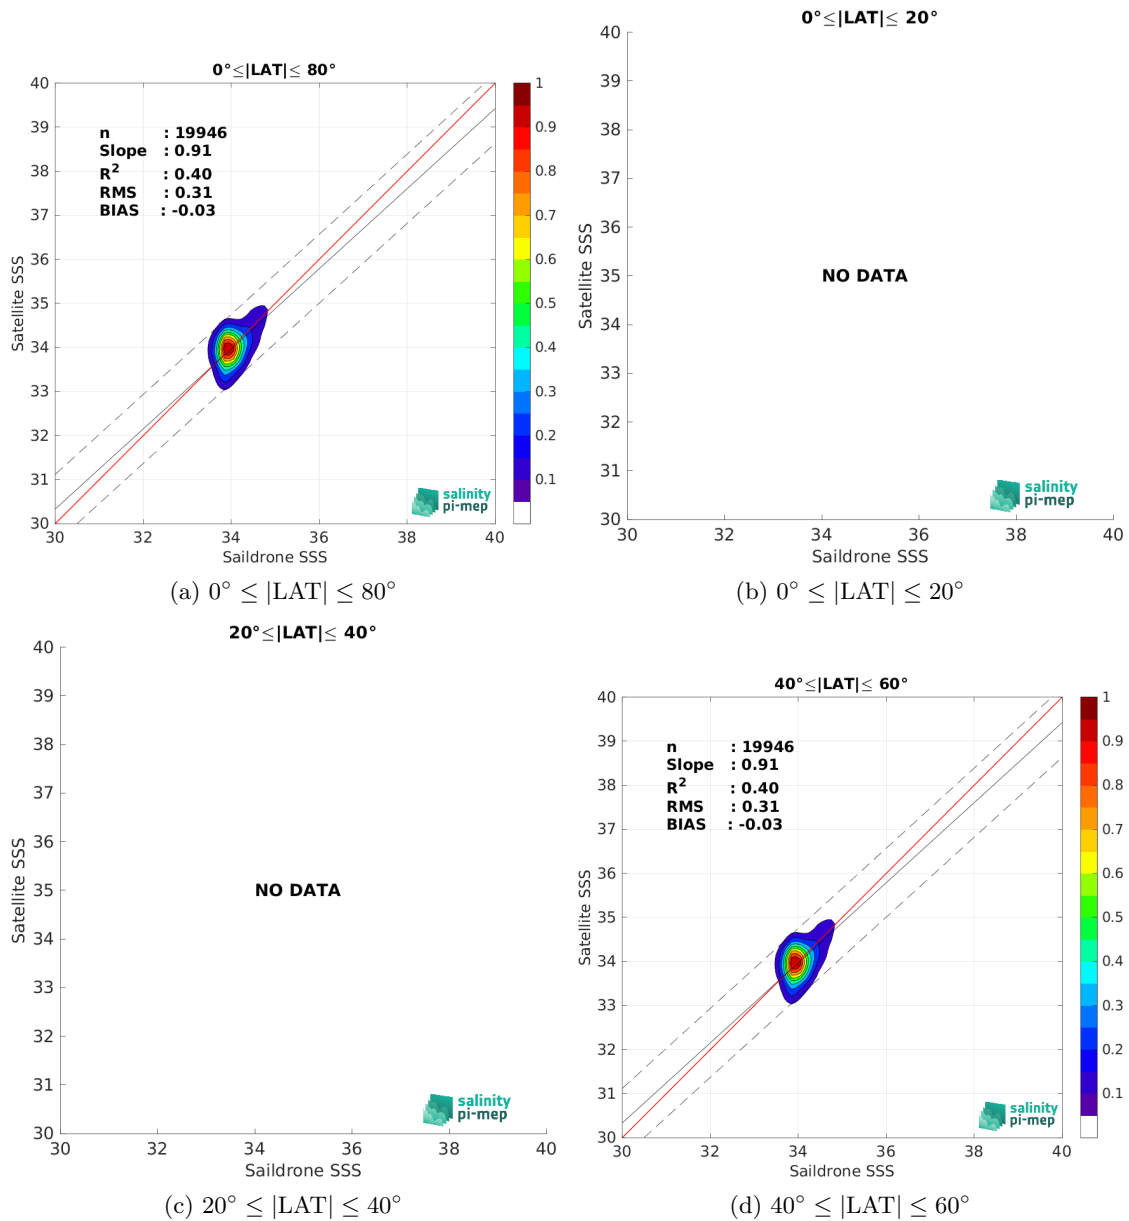 0°≤|LAT|≤ 80°
40
39
38
37
36
35
34
33
32
31
30
Satellite SSS
n : 19946
Slope : 0.91
R² : 0.40
RMS : 0.31
BIAS : -0.03
salinity
pi-mep
30 32 34 36 38 40
Saildrone SSS
1
0.9
0.8
0.7
0.6
0.5
0.4
0.3
0.2
0.1
(a) 0° ≤ |LAT| ≤ 80°
0°≤|LAT|≤ 20°
40
39
38
37
36
35
34
33
32
31
30
Satellite SSS
NO DATA
salinity
pi-mep
30 32 34 36 38 40
Saildrone SSS
(b) 0° ≤ |LAT| ≤ 20°
20°≤|LAT|≤ 40°
40
39
38
37
36
35
34
33
32
31
30
Satellite SSS
NO DATA
salinity
pi-mep
30 32 34 36 38 40
Saildrone SSS
(c) 20° ≤ |LAT| ≤ 40°
40°≤|LAT|≤ 60°
40
39
38
37
36
35
34
33
32
31
30
Satellite SSS
n : 19946
Slope : 0.91
R² : 0.40
RMS : 0.31
BIAS : -0.03
salinity
pi-mep
30 32 34 36 38 40
Saildrone SSS
1
0.9
0.8
0.7
0.6
0.5
0.4
0.3
0.2
0.1
(d) 40° ≤ |LAT| ≤ 60°